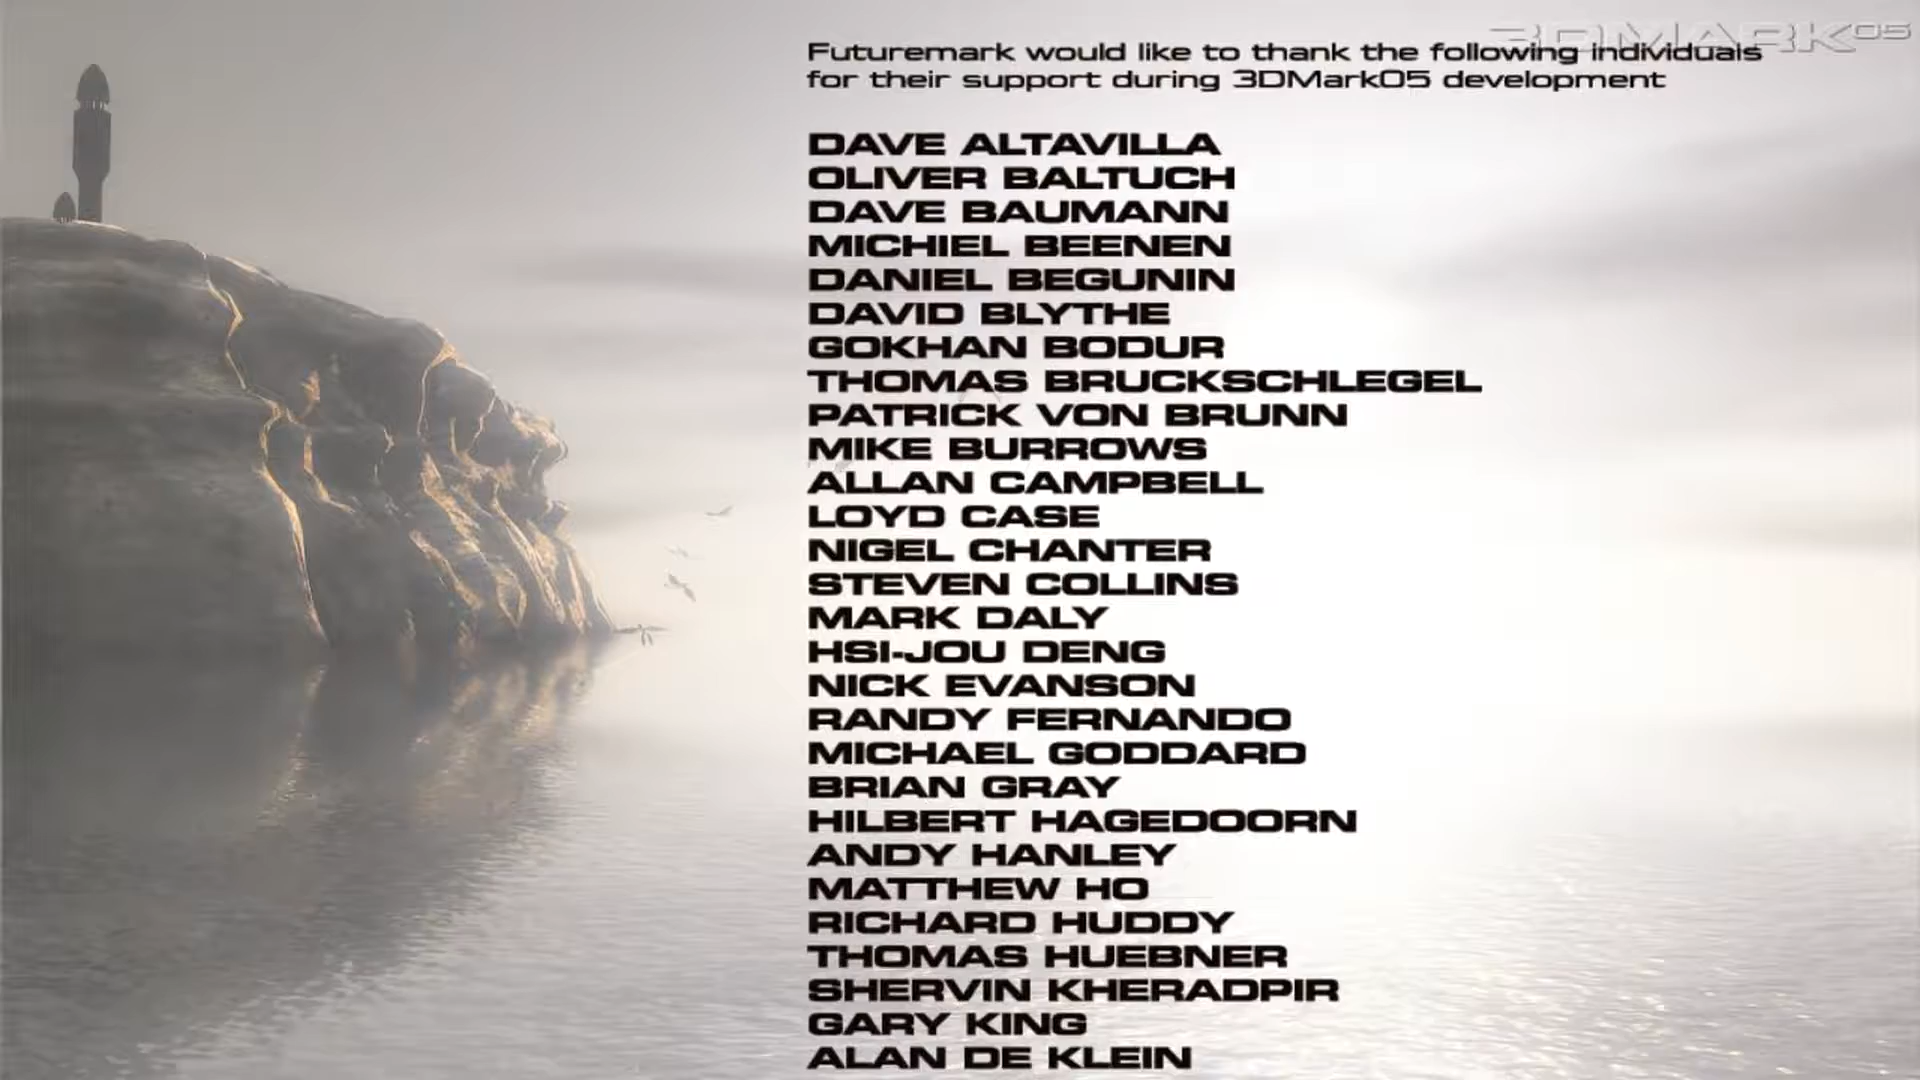 3DMARK05
Futuremark would like to thank the following individuals
for their support during 3DMark05 development
DAVE ALTAVILLA
OLIVER BALTUCH
DAVE BAUMANN
MICHIEL BEENEN
DANIEL BEGUNIN
DAVID BLYTHE
GOKHAN BODUR
THOMAS BRUCKSCHLEGEL
PATRICK VON BRUNN
MIKE BURROWS
ALLAN CAMPBELL
LOYD CASE
NIGEL CHANTER
STEVEN COLLINS
MARK DALY
HSI-JOU DENG
NICK EVANSON
RANDY FERNANDO
MICHAEL GODDARD
BRIAN GRAY
HILBERT HAGEDOORN
ANDY HANLEY
MATTHEW HO
RICHARD HUDDY
THOMAS HUEBNER
SHERVIN KHERADPIR
GARY KING
ALAN DE KLEIN